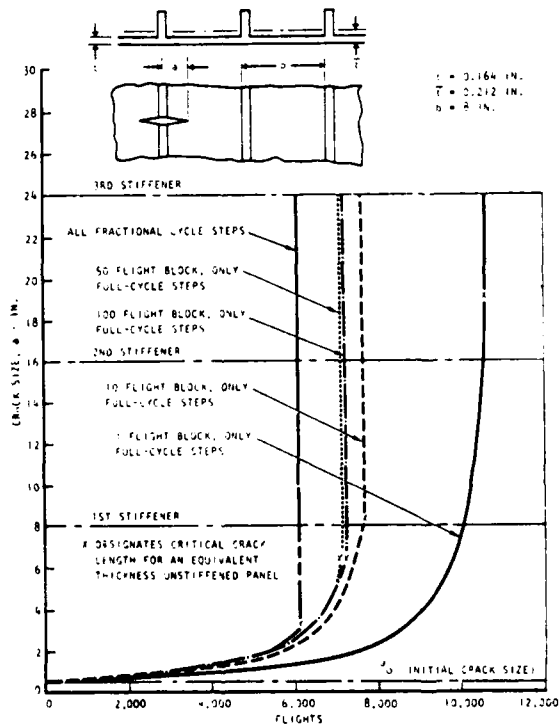 a
b
t
t̄
t = 0.164 IN.
t̄ = 0.212 IN.
b = 8 IN.
30
28
26
24
22
20
18
16
14
12
10
8
6
4
2
0
CRACK SIZE, a - IN.
3RD STIFFENER
ALL FRACTIONAL CYCLE STEPS
50 FLIGHT BLOCK, ONLY
FULL-CYCLE STEPS
100 FLIGHT BLOCK, ONLY
FULL-CYCLE STEPS
2ND STIFFENER
10 FLIGHT BLOCK, ONLY
FULL-CYCLE STEPS
1 FLIGHT BLOCK, ONLY
FULL-CYCLE STEPS
1ST STIFFENER
X DESIGNATES CRITICAL CRACK
LENGTH FOR AN EQUIVALENT
THICKNESS UNSTIFFENED PANEL
(INITIAL CRACK SIZE)
0
2,000
4,000
6,000
8,000
10,000
12,000
FLIGHTS